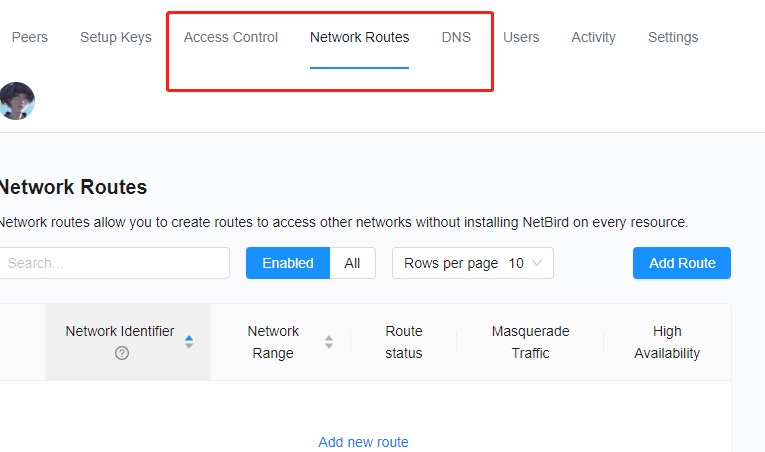 Peers Setup Keys Access Control Network Routes DNS Users Activity Settings
Network Routes
Network routes allow you to create routes to access other networks without installing NetBird on every resource.
Search... Enabled All Rows per page 10 Add Route
Network Identifier Network Range Route status Masquerade Traffic High Availability
Add new route